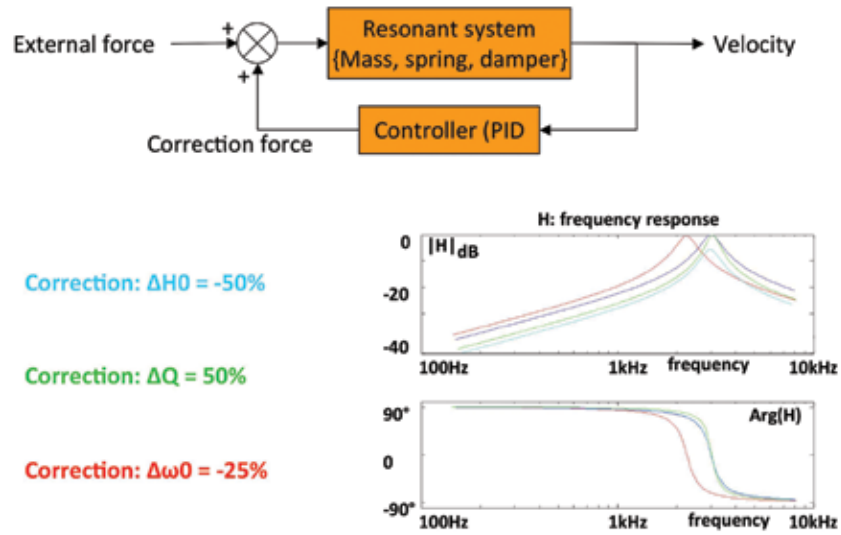 External force
+
+
Resonant system
{Mass, spring, damper}
Velocity
Controller (PID
Correction force
H: frequency response
|H|dB
0
-20
-40
100Hz
1kHz
frequency
10kHz
Correction: ΔH0 = -50%
Correction: ΔQ = 50%
Correction: Δω0 = -25%
90°
0
-90°
Arg(H)
100Hz
1kHz
frequency
10kHz